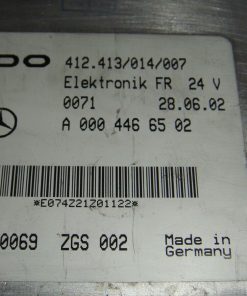 DO 412.413/014/007
Elektronik FR 24 V
0071 28.06.02
A 000 446 65 02
*E074Z21Z01122*
0069 ZGS 002 Made in
Germany